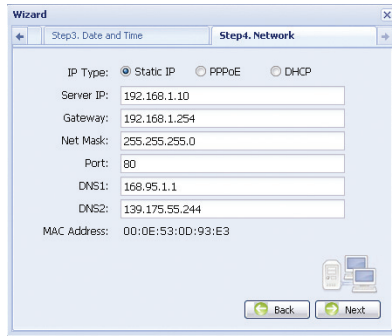 Wizard
Step3. Date and Time
Step4. Network
IP Type: Static IP PPPoE DHCP
Server IP: 192.168.1.10
Gateway: 192.168.1.254
Net Mask: 255.255.255.0
Port: 80
DNS1: 168.95.1.1
DNS2: 139.175.55.244
MAC Address: 00:0E:53:0D:93:E3
Back Next